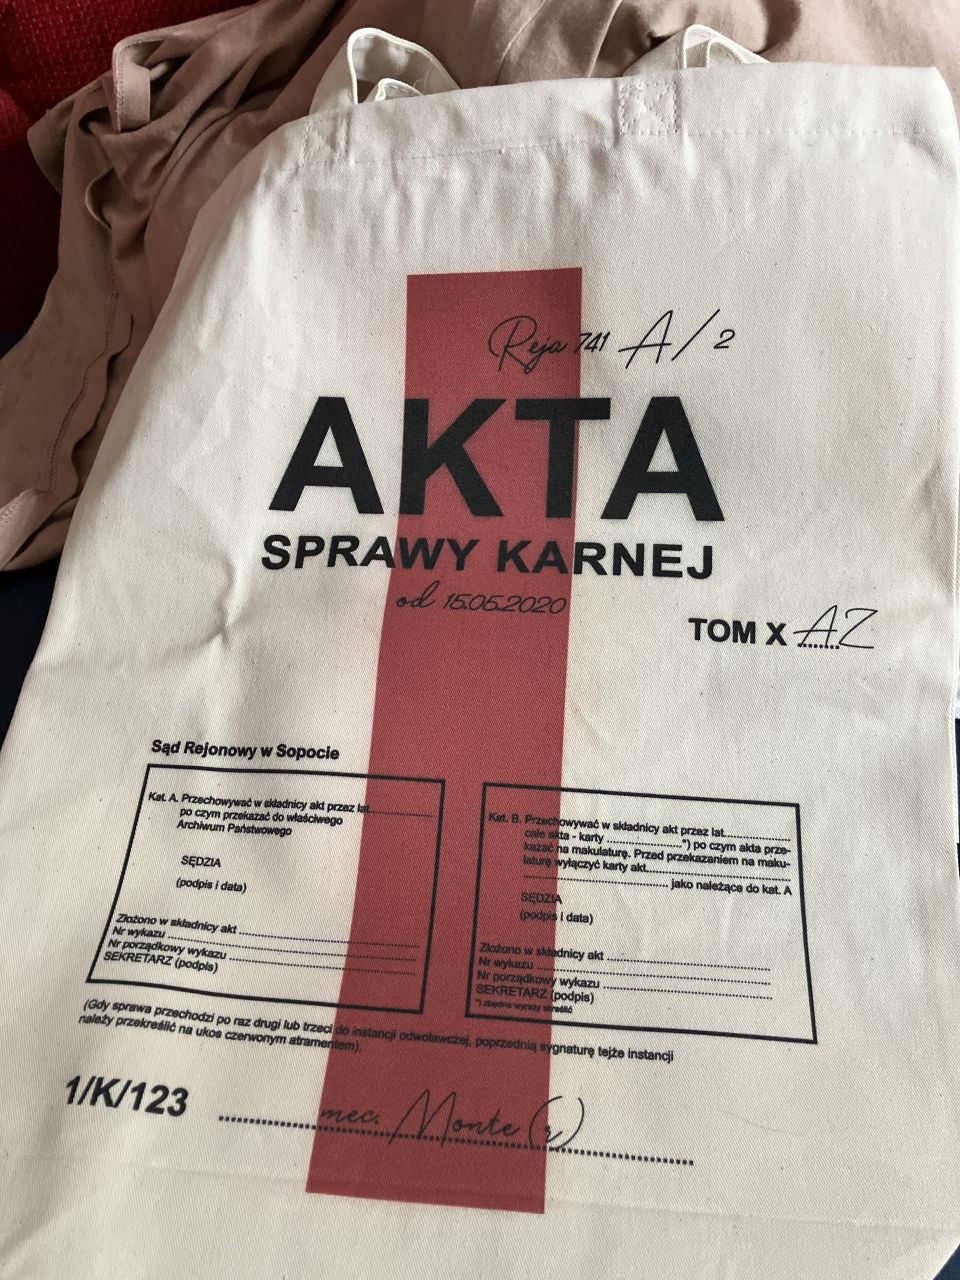 Reja 741 A/2
AKTA
SPRAWY KARNEJ
od 15.05.2020
TOM X AZ
Sąd Rejonowy w Sopocie
Kat. A. Przechowywać w składnicy akt przez lat....................
po czym przekazać do właściwego
Archiwum Państwowego
SĘDZIA
(podpis i data)
Złożono w składnicy akt ....................
Nr wykazu ....................
Nr porządkowy wykazu ....................
SEKRETARZ (podpis)
Kat. B. Przechowywać w składnicy akt przez lat....................
całe akta - karty ....................*) po czym akta prze-
kazać na makulaturę. Przed przekazaniem na maku-
laturę wyłączyć karty akt....................
.................... jako należące do kat. A
SĘDZIA
(podpis i data)
Złożono w składnicy akt ....................
Nr wykazu ....................
Nr porządkowy wykazu ....................
SEKRETARZ (podpis)
*) zbędne wyrazy skreślić
(Gdy sprawa przechodzi po raz drugi lub trzeci do instancji odwoławczej, poprzednią sygnaturę tejże instancji
należy przekreślić na ukos czerwonym atramentem).
1/K/123
mec. Monte (r)